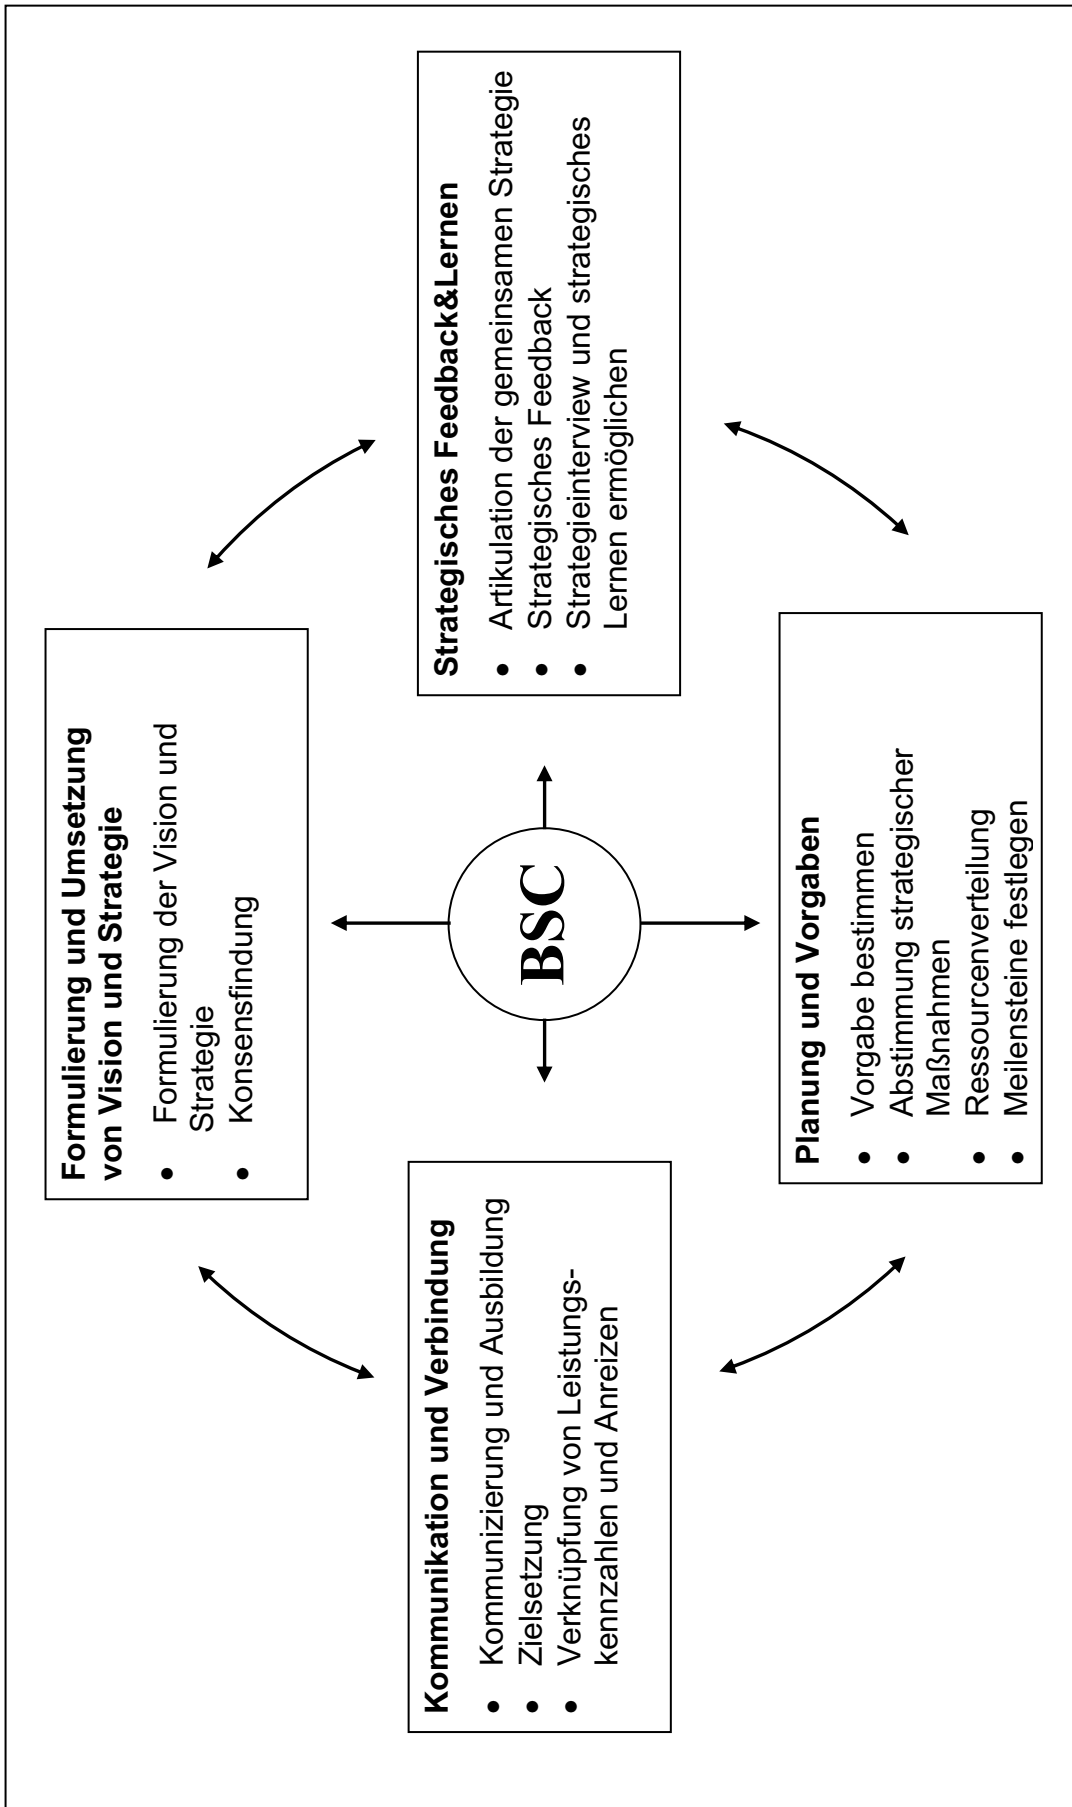 Formulierung und Umsetzung
von Vision und Strategie
• Formulierung der Vision und
Strategie
• Konsensfindung
Kommunikation und Verbindung
• Kommunizierung und Ausbildung
• Zielsetzung
• Verknüpfung von Leistungs-
kennzahlen und Anreizen
BSC
Strategisches Feedback&Lernen
• Artikulation der gemeinsamen Strategie
• Strategisches Feedback
• Strategieinterview und strategisches
Lernen ermöglichen
Planung und Vorgaben
• Vorgabe bestimmen
• Abstimmung strategischer
Maßnahmen
• Ressourcenverteilung
• Meilensteine festlegen